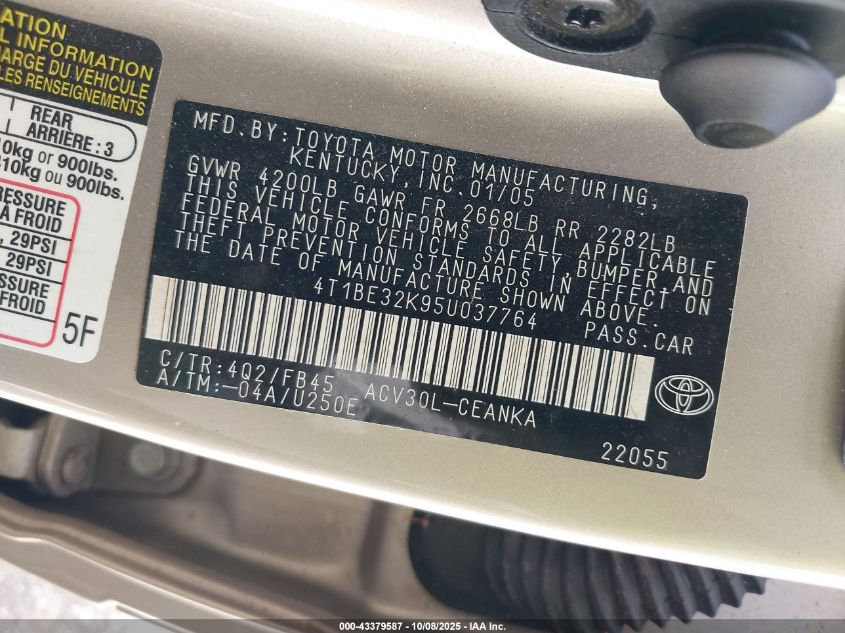 ATION
L INFORMATION
HARGE DU VÉHICULE
LES RENSEIGNEMENTS
REAR
ARRIÈRE : 3
0kg or 900lbs.
10kg ou 900lbs.
PRESSURE
À FROID
, 29PSI
29PSI
ESSURE
FROID
5F
MFD. BY: TOYOTA MOTOR MANUFACTURING,
KENTUCKY, INC. 01/05
GVWR 4200LB GAWR FR 2668LB RR 2282LB
THIS VEHICLE CONFORMS TO ALL APPLICABLE
FEDERAL MOTOR VEHICLE SAFETY, BUMPER, AND
THEFT PREVENTION STANDARDS IN EFFECT ON
THE DATE OF MANUFACTURE SHOWN ABOVE.
4T1BE32K95U037764 PASS.CAR
C/TR: 4Q2/FB45 ACV30L-CEANKA
A/TM:-04A/U250E
22055
000-43379587 - 10/08/2025 - IAA Inc.